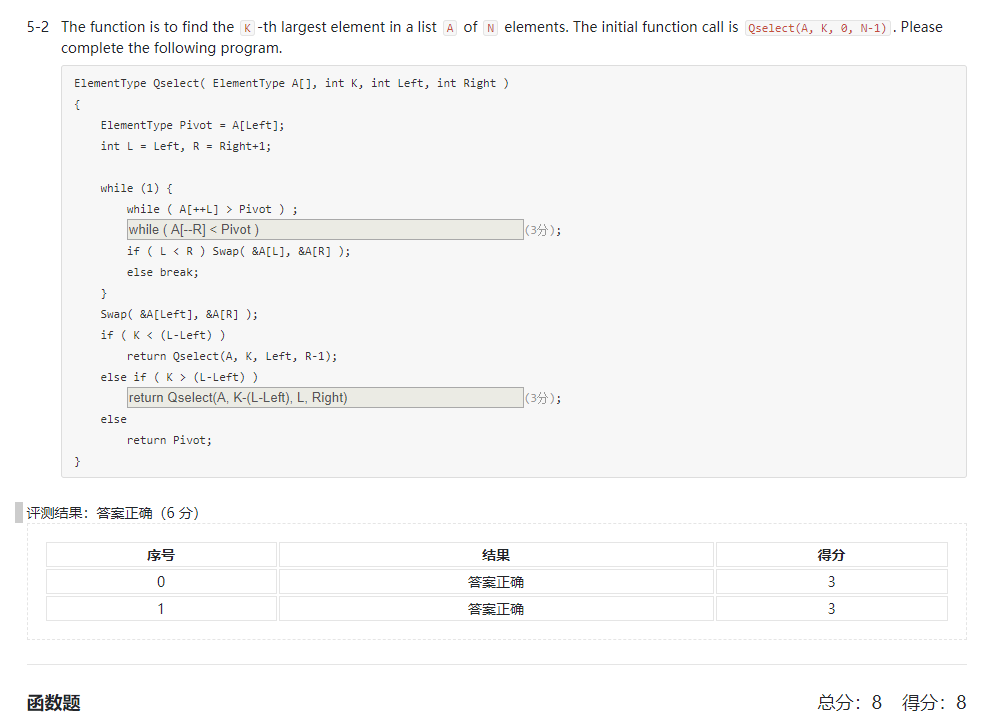 5-2 The function is to find the K -th largest element in a list A of N elements. The initial function call is Qselect(A, K, 0, N-1) . Please
complete the following program.
ElementType Qselect( ElementType A[], int K, int Left, int Right )
{
    ElementType Pivot = A[Left];
    int L = Left, R = Right+1;

    while (1) {
        while ( A[++L] > Pivot ) ;
        while ( A[--R] < Pivot ) (3分);
        if ( L < R ) Swap( &A[L], &A[R] );
        else break;
    }
    Swap( &A[Left], &A[R] );
    if ( K < (L-Left) )
        return Qselect(A, K, Left, R-1);
    else if ( K > (L-Left) )
        return Qselect(A, K-(L-Left), L, Right) (3分);
    else
        return Pivot;
}
评测结果：答案正确（6 分）
序号 结果 得分
0 答案正确 3
1 答案正确 3
函数题 总分：8 得分：8